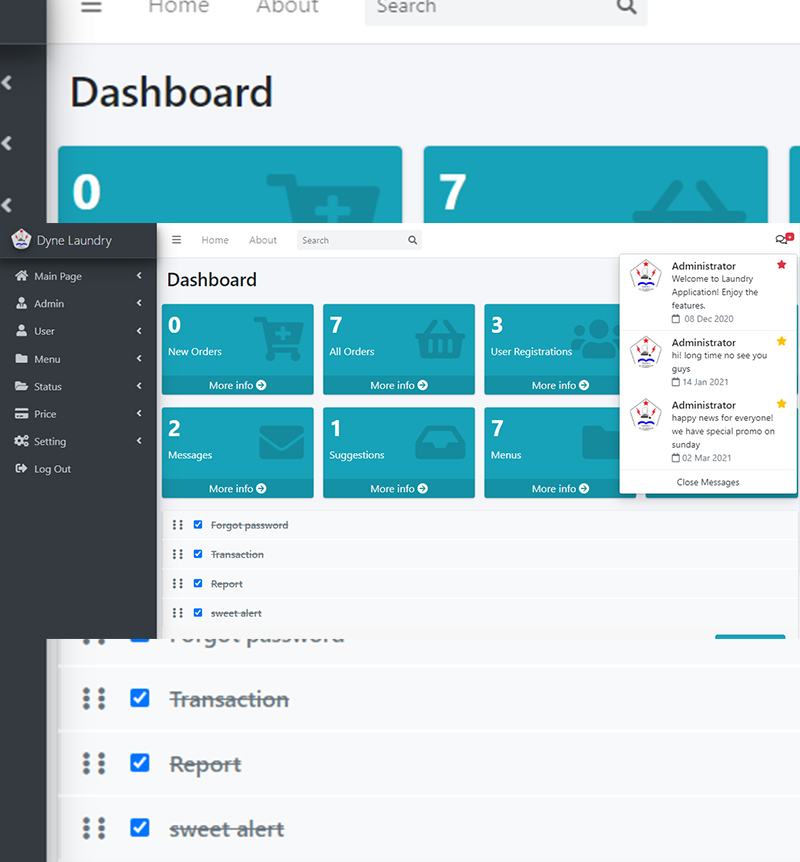 Home About Search
Dashboard
0 7
Dyne Laundry Home About Search
Main Page
Admin
User
Menu
Status
Price
Setting
Log Out
Dashboard
0 7 3
New Orders All Orders User Registrations
More info More info More info
2 1 7
Messages Suggestions Menus
More info More info More info
Administrator
Welcome to Laundry
Application! Enjoy the
features.
08 Dec 2020
Administrator
hi! long time no see you
guys
14 Jan 2021
Administrator
happy news for everyone!
we have special promo on
sunday
02 Mar 2021
Close Messages
Forgot password
Transaction
Report
sweet alert
Forgot password
Transaction
Report
sweet alert